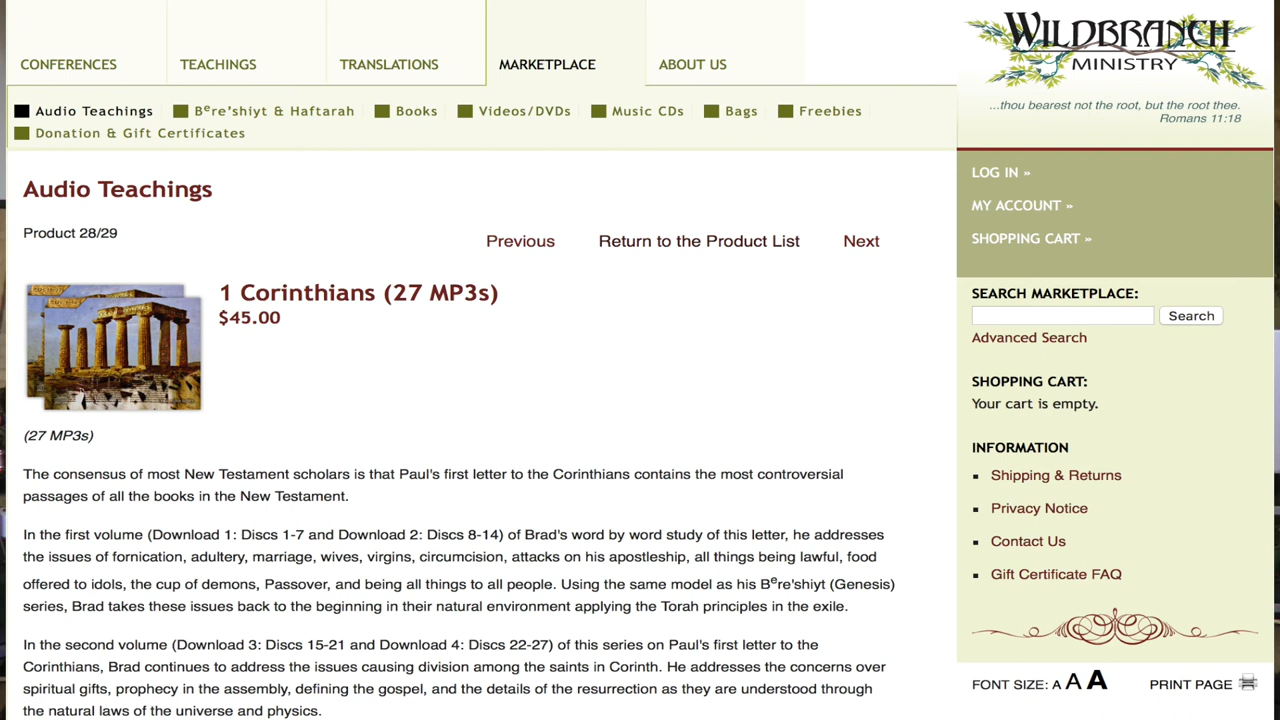 CONFERENCES TEACHINGS TRANSLATIONS MARKETPLACE ABOUT US
Audio Teachings Bere'shiyt & Haftarah Books Videos/DVDs Music CDs Bags Freebies
Donation & Gift Certificates
WILDBRANCH
MINISTRY
...thou bearest not the root, but the root thee.
Romans 11:18
LOG IN »
MY ACCOUNT »
SHOPPING CART »
Audio Teachings
Product 28/29
Previous Return to the Product List Next
1 Corinthians (27 MP3s)
$45.00
(27 MP3s)
The consensus of most New Testament scholars is that Paul's first letter to the Corinthians contains the most controversial
passages of all the books in the New Testament.
In the first volume (Download 1: Discs 1-7 and Download 2: Discs 8-14) of Brad's word by word study of this letter, he addresses
the issues of fornication, adultery, marriage, wives, virgins, circumcision, attacks on his apostleship, all things being lawful, food
offered to idols, the cup of demons, Passover, and being all things to all people. Using the same model as his Bere'shiyt (Genesis)
series, Brad takes these issues back to the beginning in their natural environment applying the Torah principles in the exile.
In the second volume (Download 3: Discs 15-21 and Download 4: Discs 22-27) of this series on Paul's first letter to the
Corinthians, Brad continues to address the issues causing division among the saints in Corinth. He addresses the concerns over
spiritual gifts, prophecy in the assembly, defining the gospel, and the details of the resurrection as they are understood through
the natural laws of the universe and physics.
SEARCH MARKETPLACE:
Search
Advanced Search
SHOPPING CART:
Your cart is empty.
INFORMATION
Shipping & Returns
Privacy Notice
Contact Us
Gift Certificate FAQ
FONT SIZE: A A A PRINT PAGE